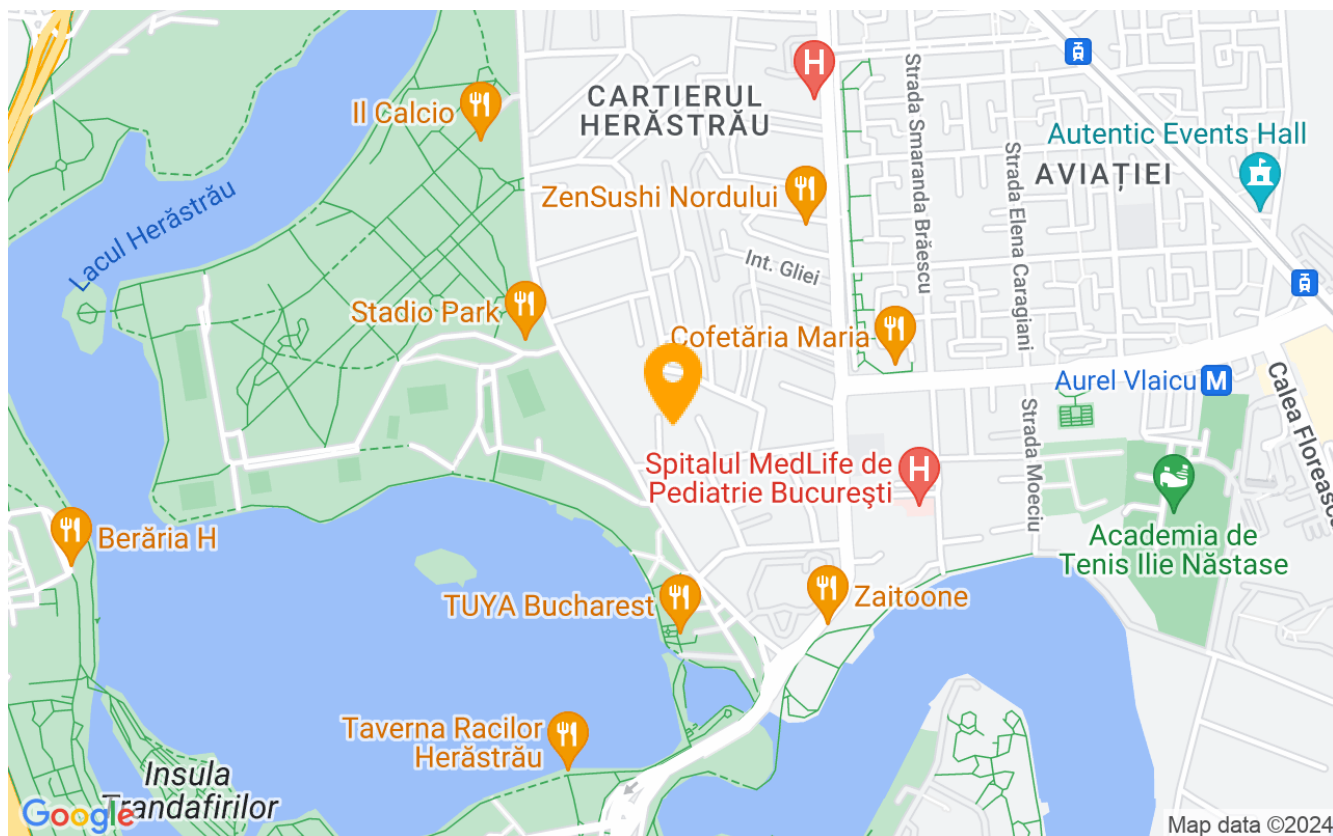 CARTIERUL
HERĂSTRĂU
H
Il Calcio
Autentic Events Hall
AVIAȚIEI
Strada Smaranda Brăescu
Strada Elena Caragiani
ZenSushi Nordului
Lacul Herăstrău
Int. Gliei
Stadio Park
Cofetăria Maria
Aurel Vlaicu M
Calea Floreasc
Strada Moeciu
Spitalul MedLife de
Pediatrie București
H
Academia de
Tenis Ilie Năstase
Berăria H
TUYA Bucharest
Zaitoone
Taverna Racilor
Herăstrău
Insula
Trandafirilor
Google
Map data ©2024